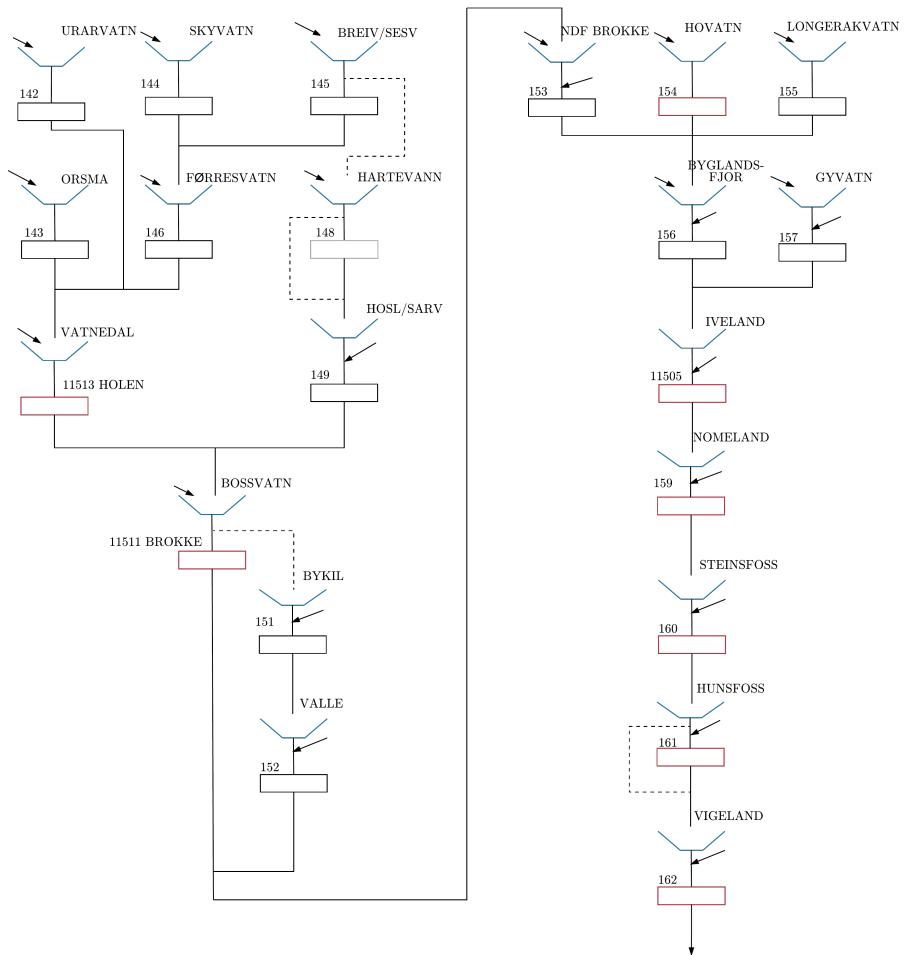 URARVATN
SKYVATN
BREIV/SESV
NDF BROKKE
HOVATN
LONGERAKVATN
142
144
145
153
154
155
ORSMA
FØRRESVATN
HARTEVANN
BYGLANDS-
FJOR
GYVATN
143
146
148
156
157
VATNEDAL
HOSL/SARV
IVELAND
11513 HOLEN
149
11505
NOMELAND
BOSSVATN
159
11511 BROKKE
STEINSFOSS
BYKIL
151
160
VALLE
HUNSFOSS
152
161
VIGELAND
162